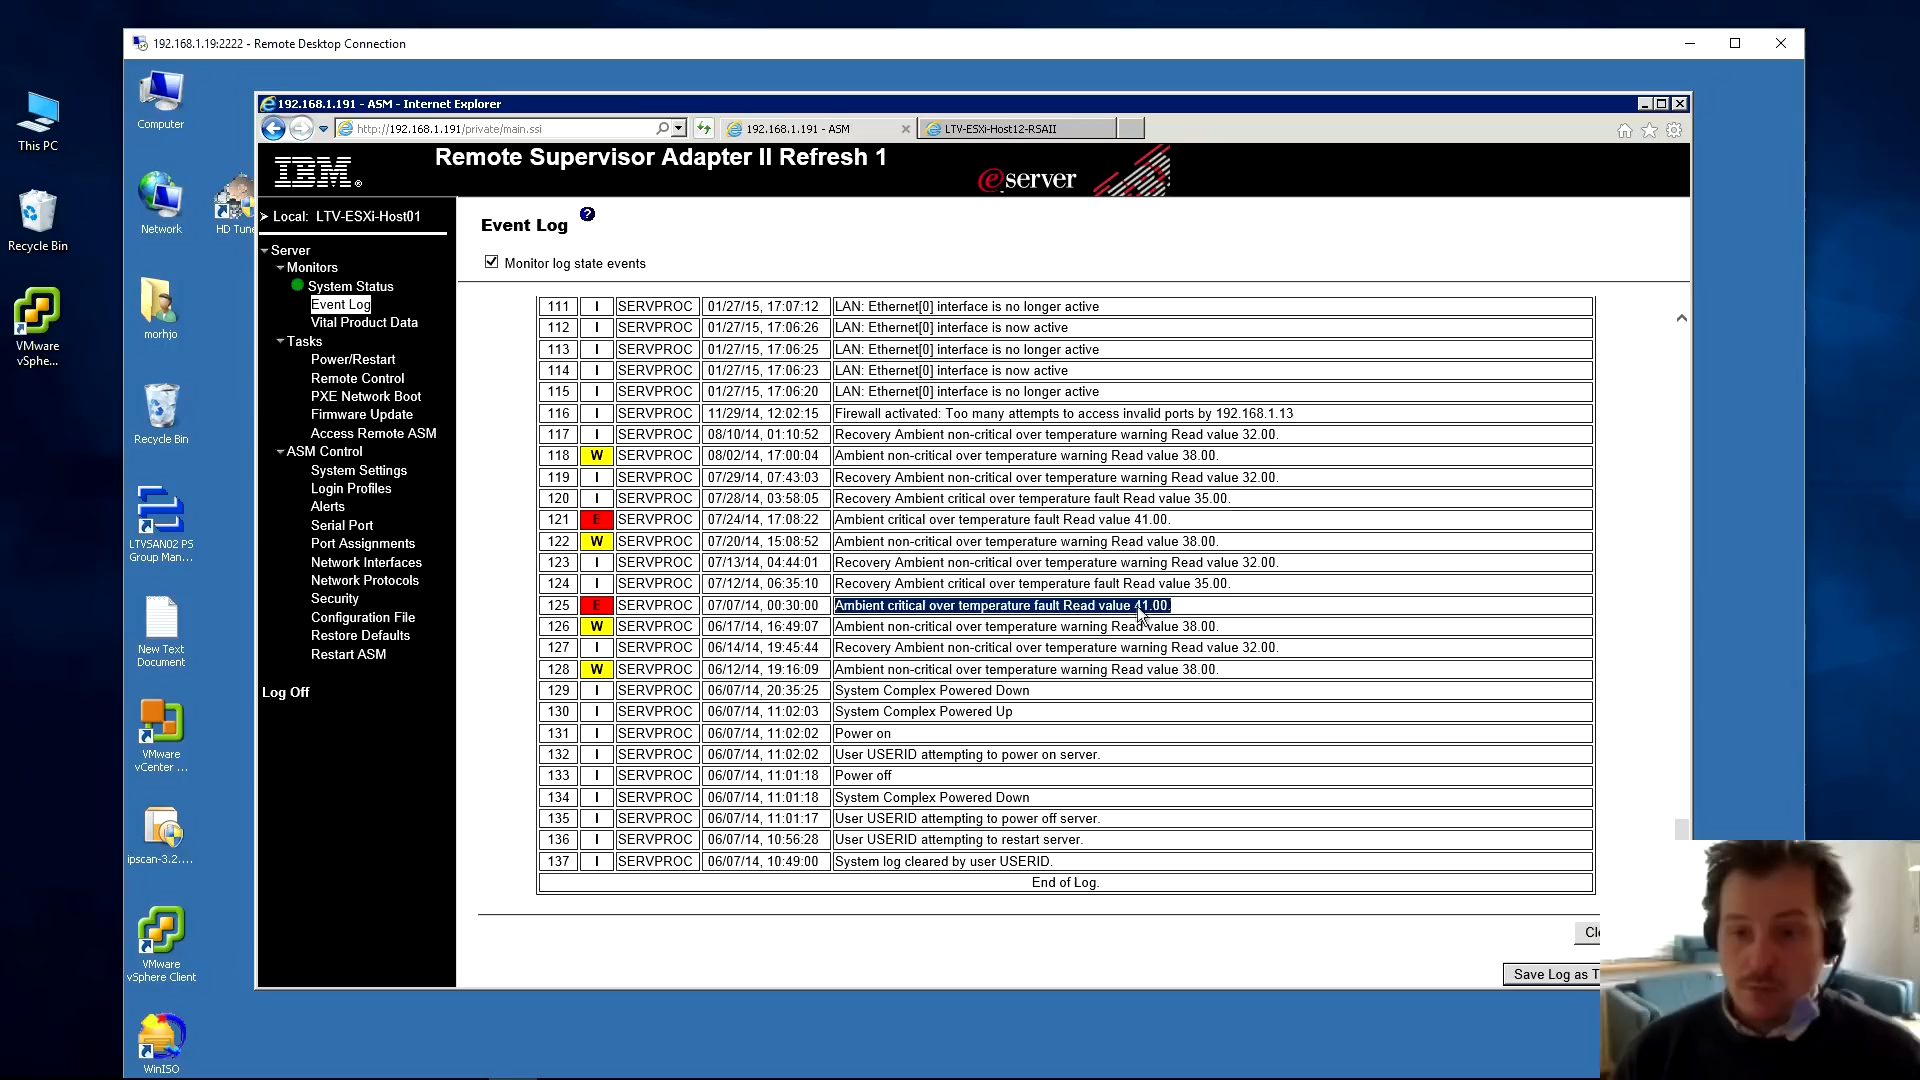 192.168.1.19:2222 - Remote Desktop Connection
This PC
Recycle Bin
VMware
vSphe...
Computer
Network
HD Tune
morhjo
Recycle Bin
LTVSAN02 PS
Group Man...
New Text
Document
VMware
vCenter ...
ipscan-3.2....
VMware
vSphere Client
WinISO
192.168.1.191 - ASM - Internet Explorer
http://192.168.1.191/private/main.ssi
192.168.1.191 - ASM
LTV-ESXi-Host12-RSAII
IBM®
Remote Supervisor Adapter II Refresh 1
eserver
Local: LTV-ESXi-Host01
Server
Monitors
System Status
Event Log
Vital Product Data
Tasks
Power/Restart
Remote Control
PXE Network Boot
Firmware Update
Access Remote ASM
ASM Control
System Settings
Login Profiles
Alerts
Serial Port
Port Assignments
Network Interfaces
Network Protocols
Security
Configuration File
Restore Defaults
Restart ASM
Log Off
Event Log ?
Monitor log state events
111 I SERVPROC 01/27/15, 17:07:12 LAN: Ethernet[0] interface is no longer active
112 I SERVPROC 01/27/15, 17:06:26 LAN: Ethernet[0] interface is now active
113 I SERVPROC 01/27/15, 17:06:25 LAN: Ethernet[0] interface is no longer active
114 I SERVPROC 01/27/15, 17:06:23 LAN: Ethernet[0] interface is now active
115 I SERVPROC 01/27/15, 17:06:20 LAN: Ethernet[0] interface is no longer active
116 I SERVPROC 11/29/14, 12:02:15 Firewall activated: Too many attempts to access invalid ports by 192.168.1.13
117 I SERVPROC 08/10/14, 01:10:52 Recovery Ambient non-critical over temperature warning Read value 32.00.
118 W SERVPROC 08/02/14, 17:00:04 Ambient non-critical over temperature warning Read value 38.00.
119 I SERVPROC 07/29/14, 07:43:03 Recovery Ambient non-critical over temperature warning Read value 32.00.
120 I SERVPROC 07/28/14, 03:58:05 Recovery Ambient critical over temperature fault Read value 35.00.
121 E SERVPROC 07/24/14, 17:08:22 Ambient critical over temperature fault Read value 41.00.
122 W SERVPROC 07/20/14, 15:08:52 Ambient non-critical over temperature warning Read value 38.00.
123 I SERVPROC 07/13/14, 04:44:01 Recovery Ambient non-critical over temperature warning Read value 32.00.
124 I SERVPROC 07/12/14, 06:35:10 Recovery Ambient critical over temperature fault Read value 35.00.
125 E SERVPROC 07/07/14, 00:30:00 Ambient critical over temperature fault Read value 41.00.
126 W SERVPROC 06/17/14, 16:49:07 Ambient non-critical over temperature warning Read value 38.00.
127 I SERVPROC 06/14/14, 19:45:44 Recovery Ambient non-critical over temperature warning Read value 32.00.
128 W SERVPROC 06/12/14, 19:16:09 Ambient non-critical over temperature warning Read value 38.00.
129 I SERVPROC 06/07/14, 20:35:25 System Complex Powered Down
130 I SERVPROC 06/07/14, 11:02:03 System Complex Powered Up
131 I SERVPROC 06/07/14, 11:02:02 Power on
132 I SERVPROC 06/07/14, 11:02:02 User USERID attempting to power on server.
133 I SERVPROC 06/07/14, 11:01:18 Power off
134 I SERVPROC 06/07/14, 11:01:18 System Complex Powered Down
135 I SERVPROC 06/07/14, 11:01:17 User USERID attempting to power off server.
136 I SERVPROC 06/07/14, 10:56:28 User USERID attempting to restart server.
137 I SERVPROC 06/07/14, 10:49:00 System log cleared by user USERID.
End of Log.
Cl
Save Log as T